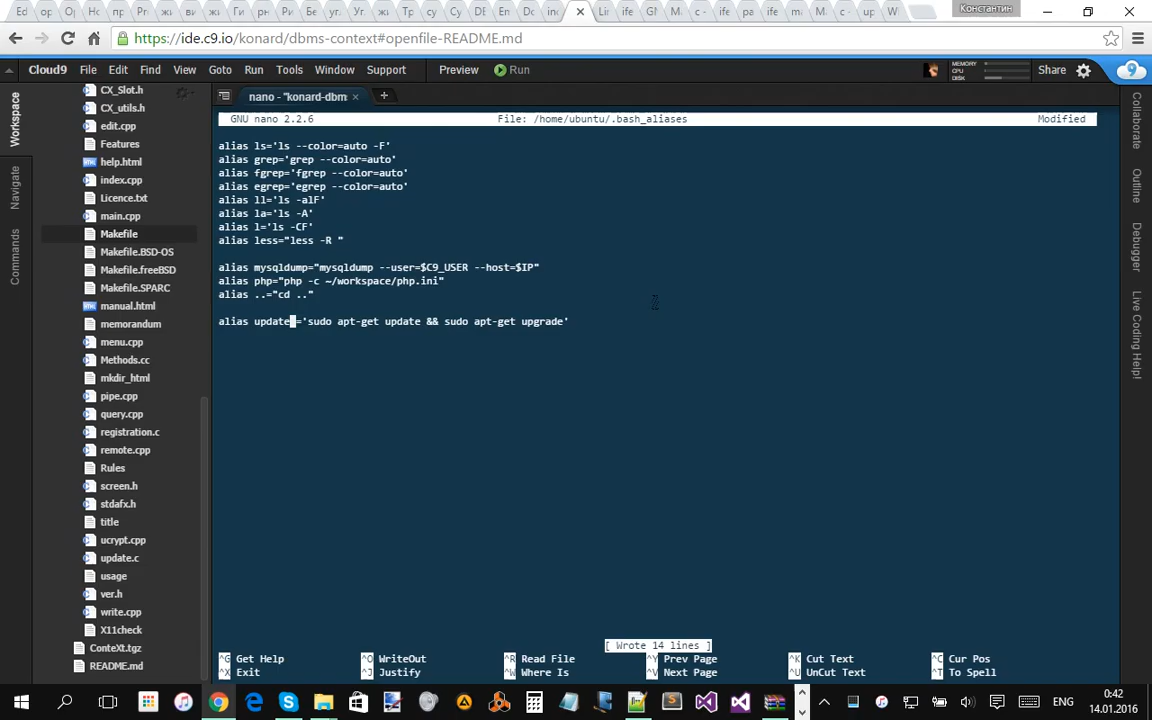 Константин
https://ide.c9.io/konard/dbms-context#openfile-README.md
Cloud9 File Edit Find View Goto Run Tools Window Support Preview Run MEMORY CPU DISK Share
Workspace
Navigate
Commands
CX_Slot.h
CX_utils.h
edit.cpp
Features
help.html
index.cpp
Licence.txt
main.cpp
Makefile
Makefile.BSD-OS
Makefile.freeBSD
Makefile.SPARC
manual.html
memorandum
menu.cpp
Methods.cc
mkdir_html
pipe.cpp
query.cpp
registration.c
remote.cpp
Rules
screen.h
stdafx.h
title
ucrypt.cpp
update.c
usage
ver.h
write.cpp
X11check
ConteXt.tgz
README.md
nano - "konard-dbm
GNU nano 2.2.6 File: /home/ubuntu/.bash_aliases Modified
alias ls='ls --color=auto -F'
alias grep='grep --color=auto'
alias fgrep='fgrep --color=auto'
alias egrep='egrep --color=auto'
alias ll='ls -alF'
alias la='ls -A'
alias l='ls -CF'
alias less="less -R "
alias mysqldump="mysqldump --user=$C9_USER --host=$IP"
alias php="php -c ~/workspace/php.ini"
alias ..="cd .."
alias update='sudo apt-get update && sudo apt-get upgrade'
[ Wrote 14 lines ]
^G Get Help ^O WriteOut ^R Read File ^Y Prev Page ^K Cut Text ^C Cur Pos
^X Exit ^J Justify ^W Where Is ^V Next Page ^U UnCut Text ^T To Spell
Collaborate
Outline
Debugger
Live Coding Help!
ENG
0:42
14.01.2016